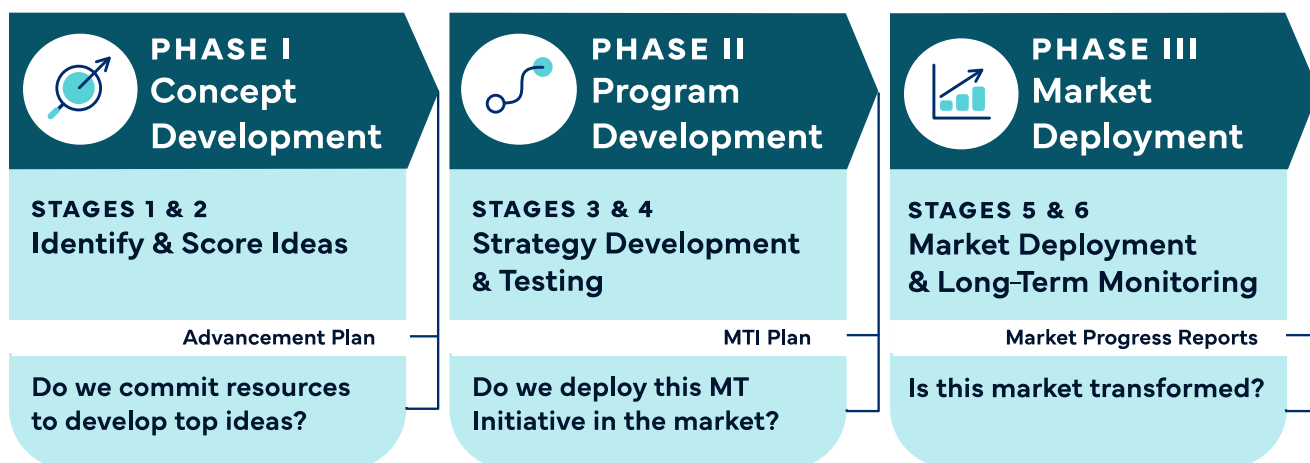 PHASE I
Concept
Development
STAGES 1 & 2
Identify & Score Ideas
Advancement Plan
Do we commit resources
to develop top ideas?
PHASE II
Program
Development
STAGES 3 & 4
Strategy Development
& Testing
MTI Plan
Do we deploy this MT
Initiative in the market?
PHASE III
Market
Deployment
STAGES 5 & 6
Market Deployment
& Long-Term Monitoring
Market Progress Reports
Is this market transformed?